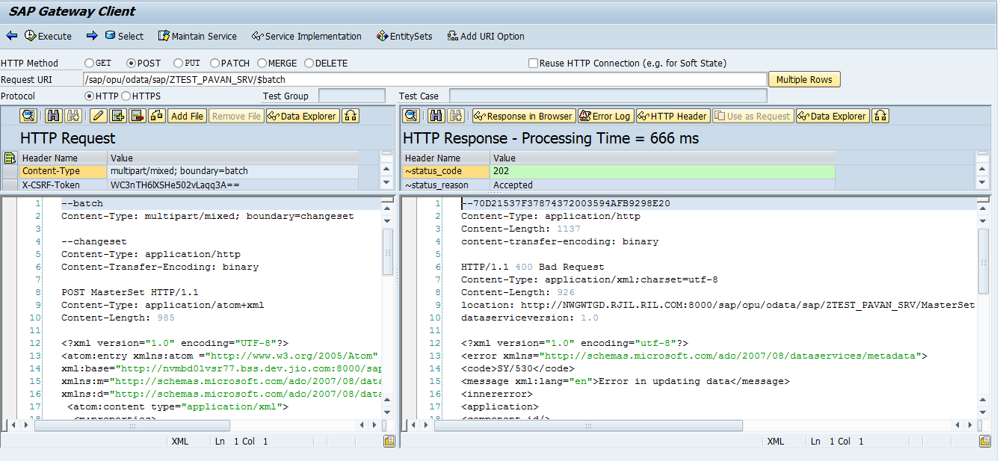 SAP Gateway Client
Execute Select Maintain Service Service Implementation EntitySets Add URI Option
HTTP Method GET POST PUT PATCH MERGE DELETE Reuse HTTP Connection (e.g. for Soft State)
Request URI /sap/opu/odata/sap/ZTEST_PAVAN_SRV/$batch Multiple Rows
Protocol HTTP HTTPS Test Group Test Case
Add File Remove File Data Explorer
HTTP Request
Header Name Value
Content-Type multipart/mixed; boundary=batch
X-CSRF-Token WC3nTH6lXSHe502vLaqq3A==
1 --batch
2 Content-Type: multipart/mixed; boundary=changeset
3
4 --changeset
5 Content-Type: application/http
6 Content-Transfer-Encoding: binary
7
8 POST MasterSet HTTP/1.1
9 Content-Type: application/atom+xml
10 Content-Length: 985
11
12 <?xml version="1.0" encoding="UTF-8"?>
13 <atom:entry xmlns:atom ="http://www.w3.org/2005/Atom"
14 xml:base="http://nvmbd01vsr77.bss.dev.jio.com:8000/sap
15 xmlns:m="http://schemas.microsoft.com/ado/2007/08/data
16 xmlns:d="http://schemas.microsoft.com/ado/2007/08/data
17 <atom:content type="application/xml">
18 <m:properties>
XML Ln 1 Col 1
Response in Browser Error Log HTTP Header Use as Request Data Explorer
HTTP Response - Processing Time = 666 ms
Header Name Value
~status_code 202
~status_reason Accepted
1 --70D21537F37874372003594AFB9298E20
2 Content-Type: application/http
3 Content-Length: 1137
4 content-transfer-encoding: binary
5
6 HTTP/1.1 400 Bad Request
7 Content-Type: application/xml;charset=utf-8
8 Content-Length: 926
9 location: http://NWGWTGD.RJIL.RIL.COM:8000/sap/opu/odata/sap/ZTEST_PAVAN_SRV/MasterSet
10 dataserviceversion: 1.0
11
12 <?xml version="1.0" encoding="utf-8"?>
13 <error xmlns="http://schemas.microsoft.com/ado/2007/08/dataservices/metadata">
14 <code>SY/530</code>
15 <message xml:lang="en">Error in updating data</message>
16 <innererror>
17 <application>
18 <component_id/>
XML Ln 1 Col 1